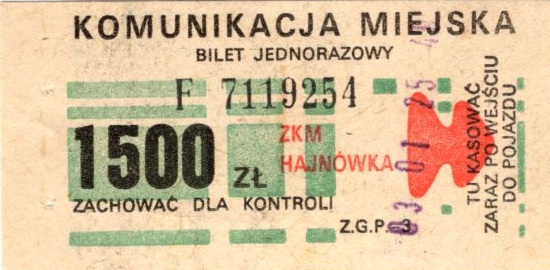 KOMUNIKACJA MIEJSKA
BILET JEDNORAZOWY
F 7119254
1500 ZŁ
ZKM
HAJNÓWKA
ZACHOWAĆ DLA KONTROLI
Z.G.P. 3
TU KASOWAĆ
ZARAZ PO WEJŚCIU
DO POJAZDU